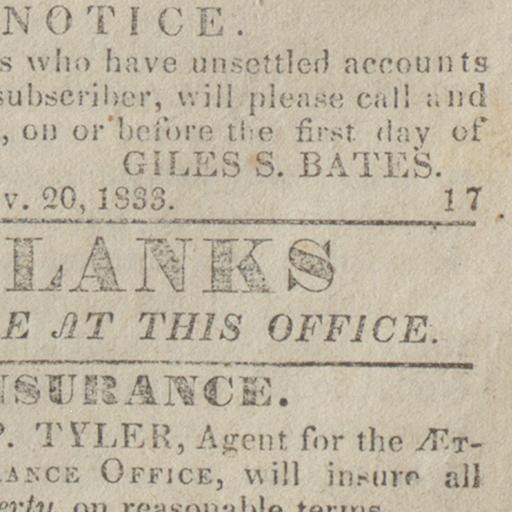 NOTICE.
s who have unsettled accounts
subscriber, will please call and
, on or before the first day of
GILES S. BATES.
v. 20, 1833. 17
LANKS
E AT THIS OFFICE.
NSURANCE.
P. TYLER, Agent for the ÆT-
ANCE OFFICE, will insure all
erty on reasonable terms